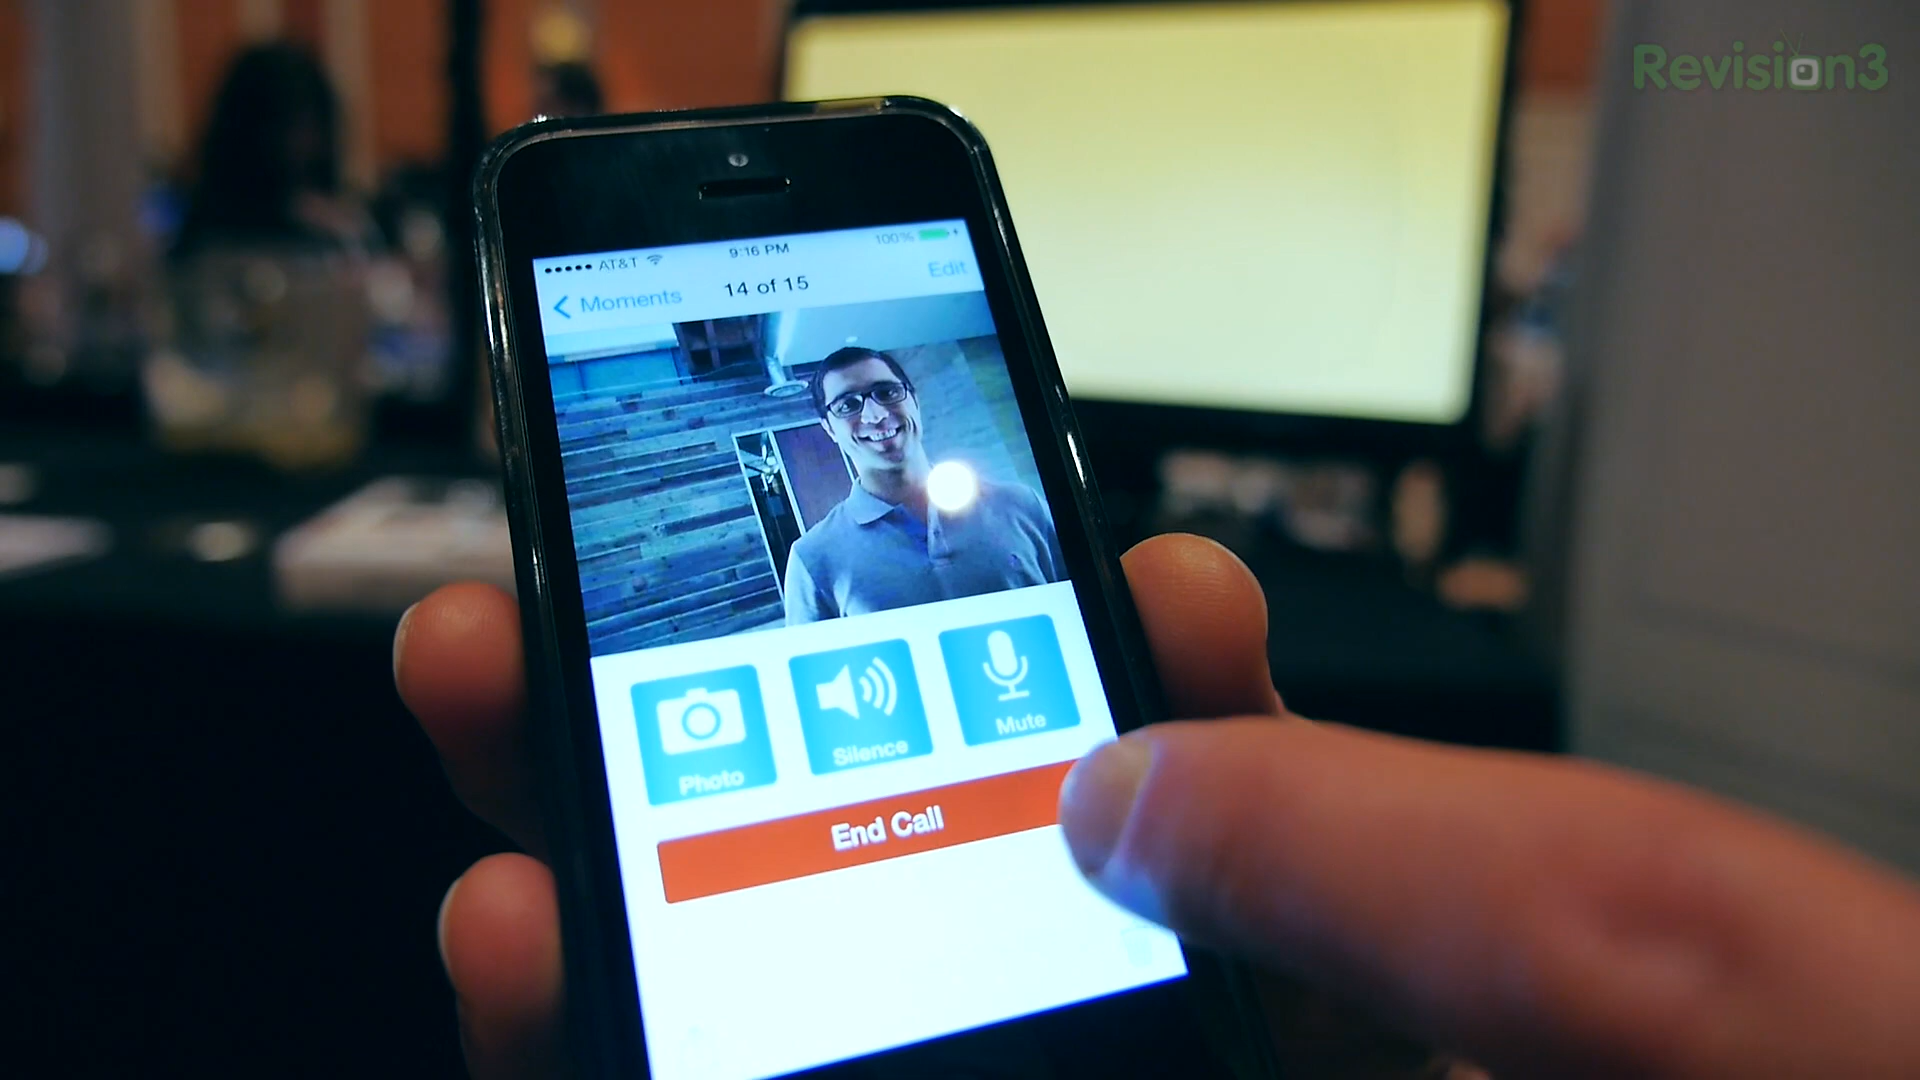 Revision3
AT&T 9:16 PM 100%
Moments 14 of 15 Edit
Photo Silence Mute
End Call